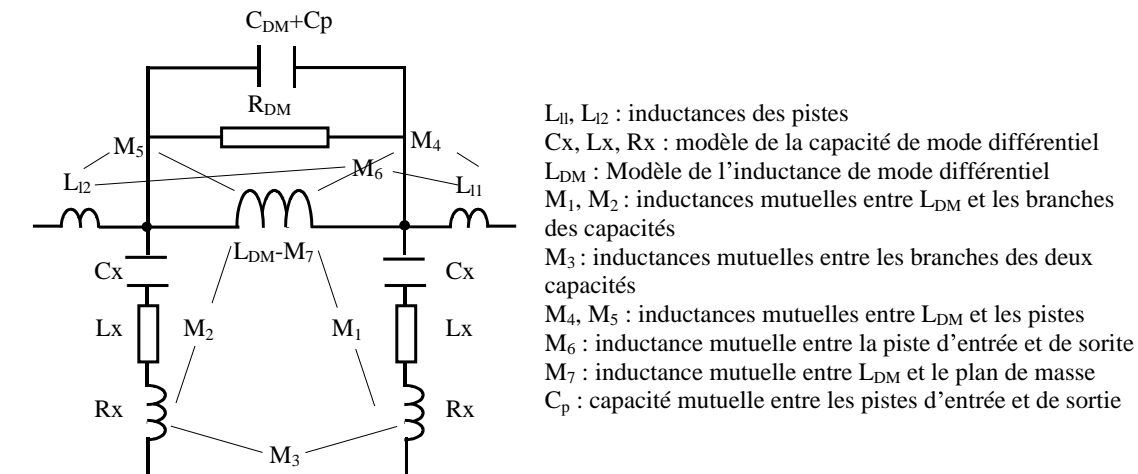 C_DM+Cp
R_DM
M5
M4
M6
L_l2
L_l1
L_DM-M7
Cx
Cx
Lx
M2
M1
Lx
Rx
Rx
M3
L_ll, L_l2 : inductances des pistes
Cx, Lx, Rx : modèle de la capacité de mode différentiel
L_DM : Modèle de l’inductance de mode différentiel
M1, M2 : inductances mutuelles entre L_DM et les branches
des capacités
M3 : inductances mutuelles entre les branches des deux
capacités
M4, M5 : inductances mutuelles entre L_DM et les pistes
M6 : inductance mutuelle entre la piste d’entrée et de sorite
M7 : inductance mutuelle entre L_DM et le plan de masse
Cp : capacité mutuelle entre les pistes d’entrée et de sortie